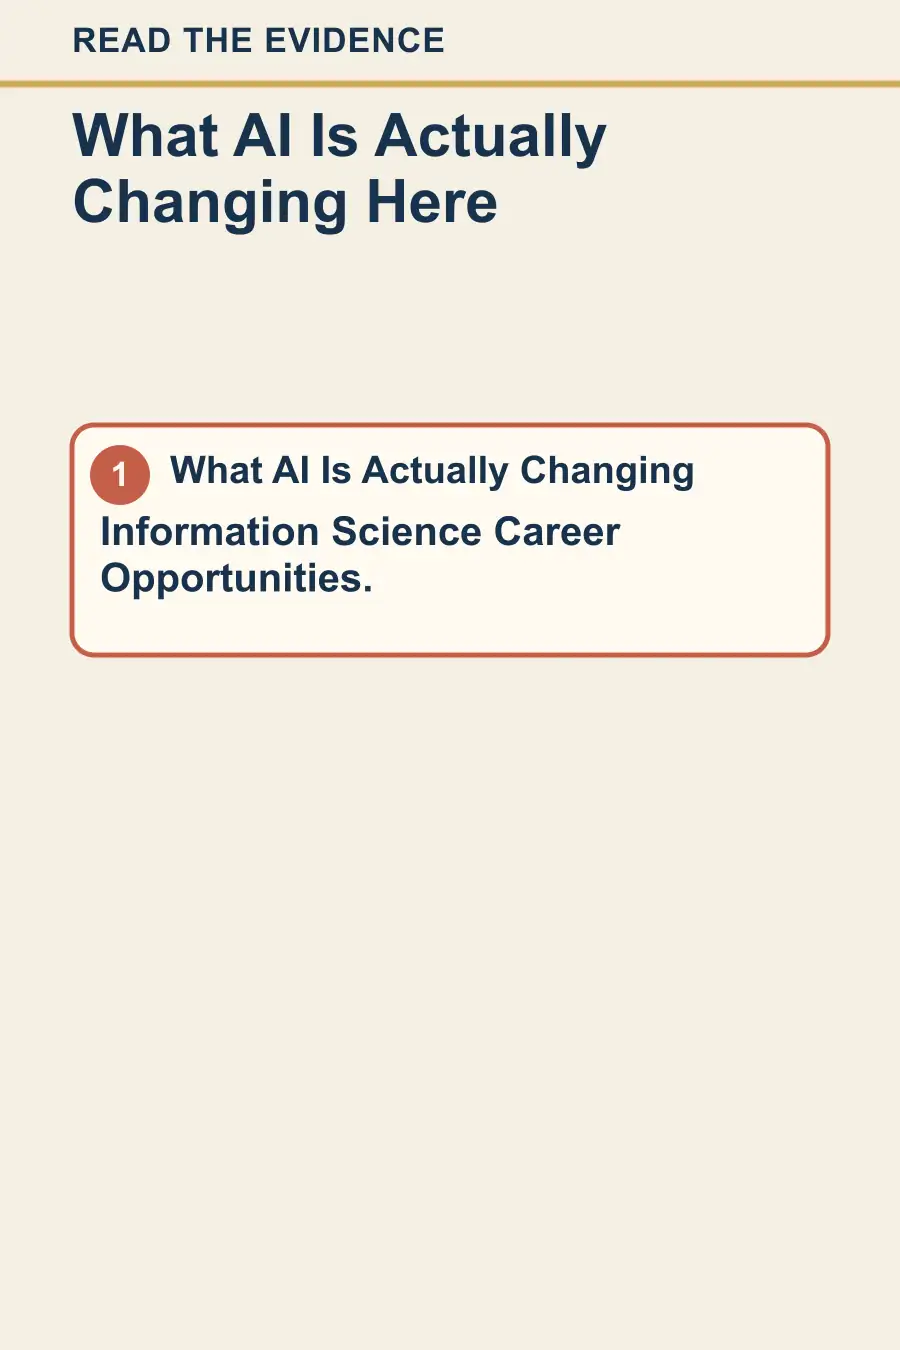 READ THE EVIDENCE
What AI Is Actually
Changing Here
1 What AI Is Actually Changing
Information Science Career
Opportunities.